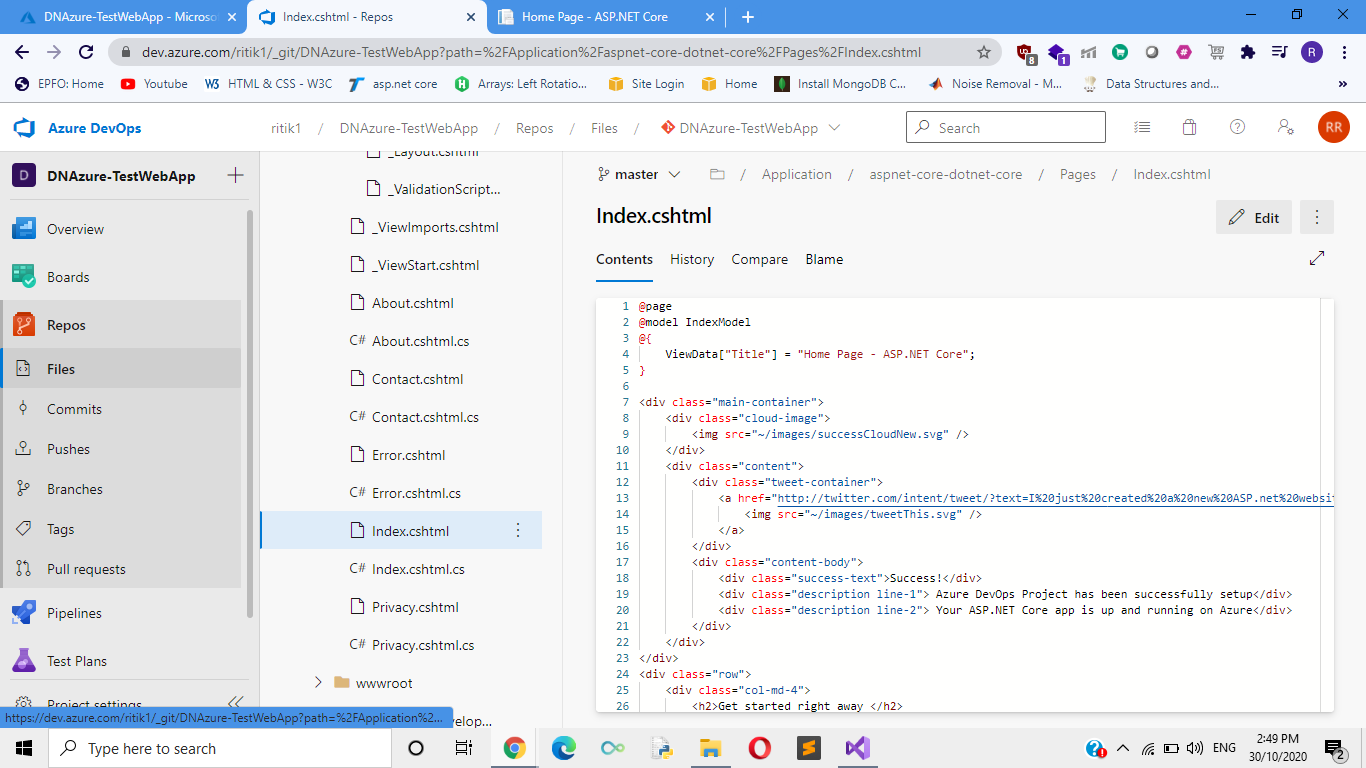 DNAzure-TestWebApp - Microso
Index.cshtml - Repos
Home Page - ASP.NET Core
dev.azure.com/ritik1/_git/DNAzure-TestWebApp?path=%2FApplication%2Faspnet-core-dotnet-core%2FPages%2FIndex.cshtml
8
1
R
EPFO: Home
Youtube
W3S HTML & CSS - W3C
asp.net core
Arrays: Left Rotatio...
Site Login
Home
Install MongoDB C...
Noise Removal - M...
Data Structures and...
»
Azure DevOps
ritik1 / DNAzure-TestWebApp / Repos / Files / DNAzure-TestWebApp
Search
RR
D DNAzure-TestWebApp
Overview
Boards
Repos
Files
Commits
Pushes
Branches
Tags
Pull requests
Pipelines
Test Plans
Project settings
_Layout.cshtml
_ValidationScript...
_ViewImports.cshtml
_ViewStart.cshtml
About.cshtml
C# About.cshtml.cs
Contact.cshtml
C# Contact.cshtml.cs
Error.cshtml
C# Error.cshtml.cs
Index.cshtml
C# Index.cshtml.cs
Privacy.cshtml
C# Privacy.cshtml.cs
wwwroot
velop...
master / Application / aspnet-core-dotnet-core / Pages / Index.cshtml
Index.cshtml
Edit
Contents History Compare Blame
1 @page
2 @model IndexModel
3 @{
4 ViewData["Title"] = "Home Page - ASP.NET Core";
5 }
6
7 <div class="main-container">
8 <div class="cloud-image">
9 <img src="~/images/successCloudNew.svg" />
10 </div>
11 <div class="content">
12 <div class="tweet-container">
13 <a href="http://twitter.com/intent/tweet/?text=I%20just%20created%20a%20new%20ASP.net%20websit
14 <img src="~/images/tweetThis.svg" />
15 </a>
16 </div>
17 <div class="content-body">
18 <div class="success-text">Success!</div>
19 <div class="description line-1"> Azure DevOps Project has been successfully setup</div>
20 <div class="description line-2"> Your ASP.NET Core app is up and running on Azure</div>
21 </div>
22 </div>
23 </div>
24 <div class="row">
25 <div class="col-md-4">
26 <h2>Get started right away </h2>
https://dev.azure.com/ritik1/_git/DNAzure-TestWebApp?path=%2FApplication%2...
Type here to search
ENG
2:49 PM
30/10/2020
2